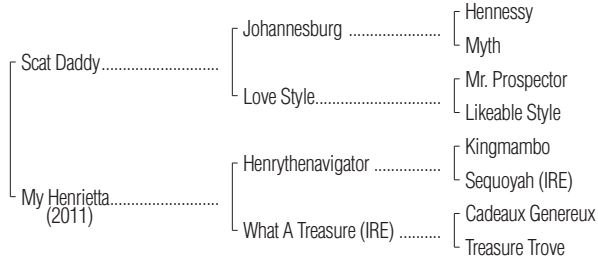 Hennessy
Johannesburg ...................
Myth
Scat Daddy........................
Mr. Prospector
Love Style..........................
Likeable Style
Kingmambo
Henrythenavigator ..............
Sequoyah (IRE)
My Henrietta......................
(2011)
Cadeaux Genereux
What A Treasure (IRE) ........
Treasure Trove